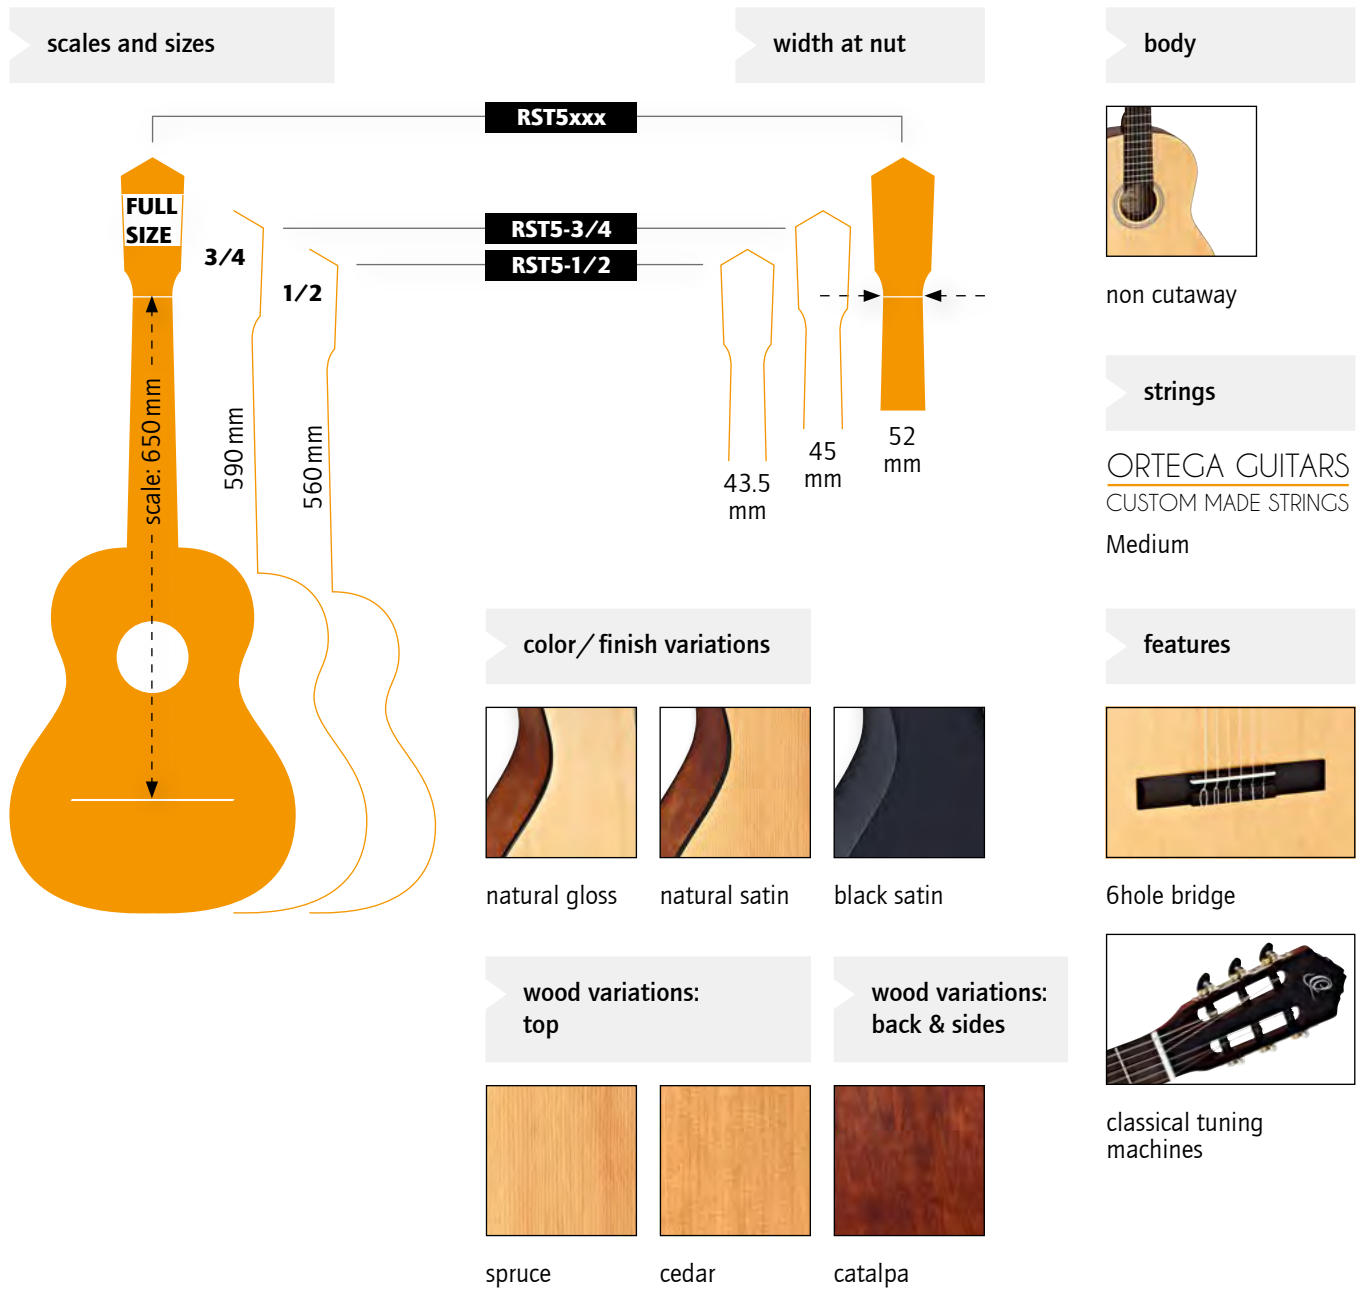 scales and sizes
width at nut
body
RST5xxx
FULL
SIZE
3/4
RST5-3/4
1/2
RST5-1/2
non cutaway
scale: 650 mm
590 mm
560 mm
43.5
mm
45
mm
52
mm
strings
ORTEGA GUITARS
CUSTOM MADE STRINGS
Medium
color / finish variations
natural gloss
natural satin
black satin
features
6hole bridge
classical tuning
machines
wood variations:
top
spruce
cedar
wood variations:
back & sides
catalpa